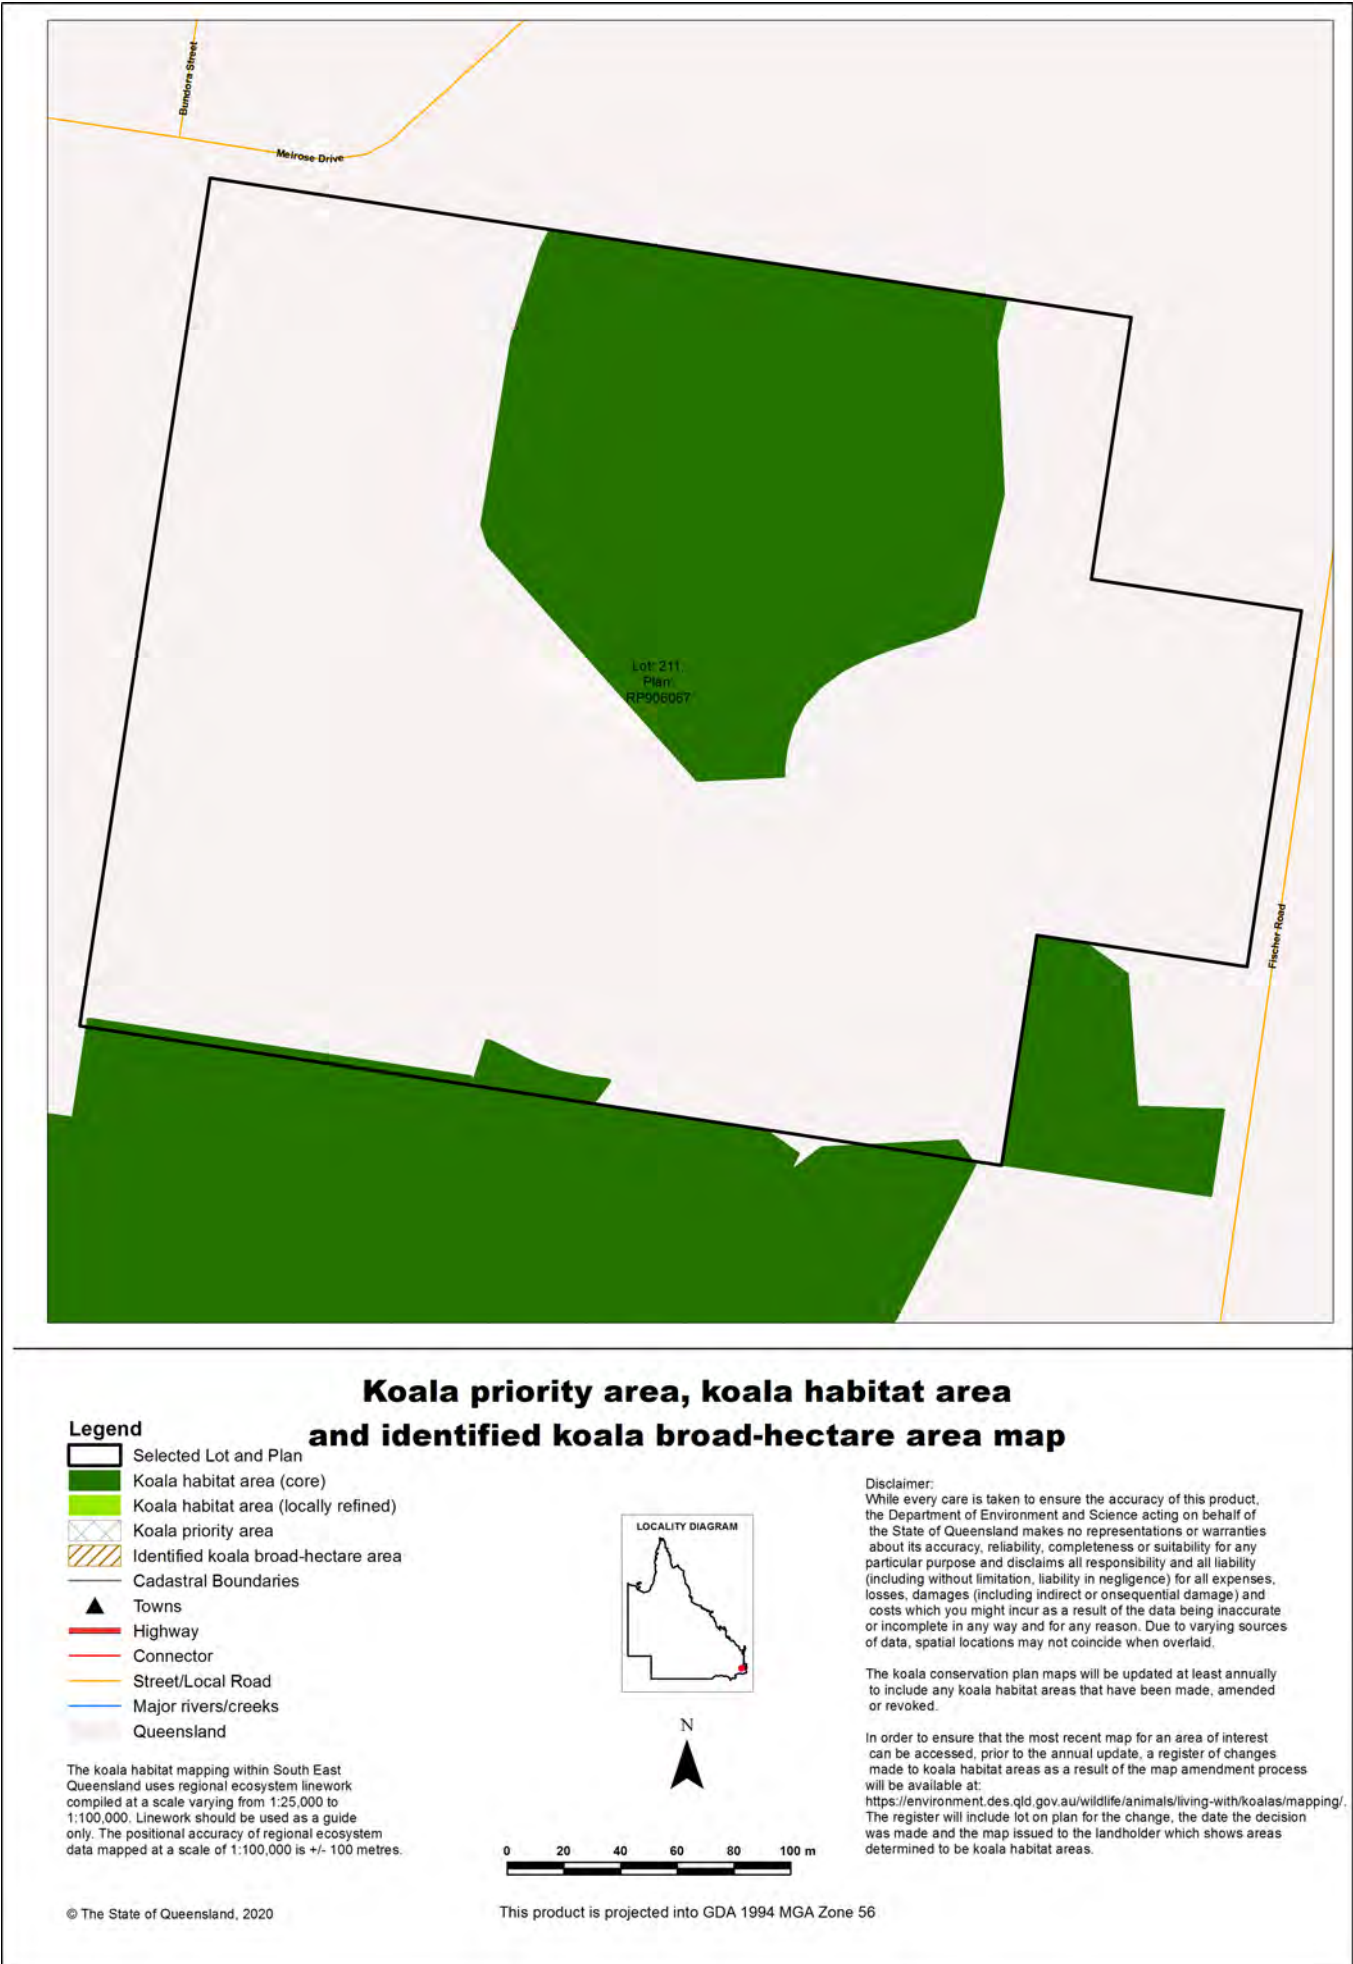 Bundora Street
Melrose Drive
Lot: 211
Plan:
RP906067
Fischer Road
Koala priority area, koala habitat area
and identified koala broad-hectare area map
Legend
Selected Lot and Plan
Koala habitat area (core)
Koala habitat area (locally refined)
Koala priority area
Identified koala broad-hectare area
Cadastral Boundaries
Towns
Highway
Connector
Street/Local Road
Major rivers/creeks
Queensland
The koala habitat mapping within South East
Queensland uses regional ecosystem linework
compiled at a scale varying from 1:25,000 to
1:100,000. Linework should be used as a guide
only. The positional accuracy of regional ecosystem
data mapped at a scale of 1:100,000 is +/- 100 metres.
© The State of Queensland, 2020
LOCALITY DIAGRAM
N
0 20 40 60 80 100 m
This product is projected into GDA 1994 MGA Zone 56
Disclaimer:
While every care is taken to ensure the accuracy of this product,
the Department of Environment and Science acting on behalf of
the State of Queensland makes no representations or warranties
about its accuracy, reliability, completeness or suitability for any
particular purpose and disclaims all responsibility and all liability
(including without limitation, liability in negligence) for all expenses,
losses, damages (including indirect or onsequential damage) and
costs which you might incur as a result of the data being inaccurate
or incomplete in any way and for any reason. Due to varying sources
of data, spatial locations may not coincide when overlaid.
The koala conservation plan maps will be updated at least annually
to include any koala habitat areas that have been made, amended
or revoked.
In order to ensure that the most recent map for an area of interest
can be accessed, prior to the annual update, a register of changes
made to koala habitat areas as a result of the map amendment process
will be available at:
https://environment.des.qld.gov.au/wildlife/animals/living-with/koalas/mapping/.
The register will include lot on plan for the change, the date the decision
was made and the map issued to the landholder which shows areas
determined to be koala habitat areas.